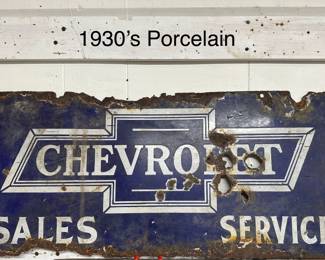 1930's Porcelain
CHEVROLET
SALES SERVICE